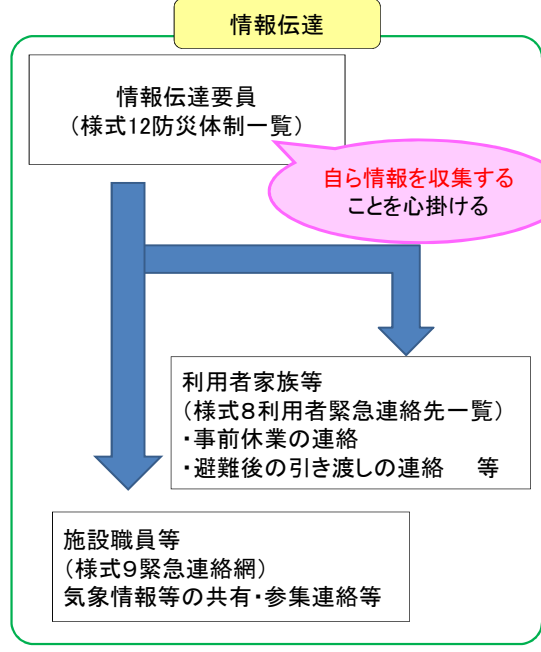 情報伝達
情報伝達要員
（様式12防災体制一覧）
自ら情報を収集する
ことを心掛ける
利用者家族等
（様式８利用者緊急連絡先一覧）
・事前休業の連絡
・避難後の引き渡しの連絡　等
施設職員等
（様式９緊急連絡網）
気象情報等の共有・参集連絡等